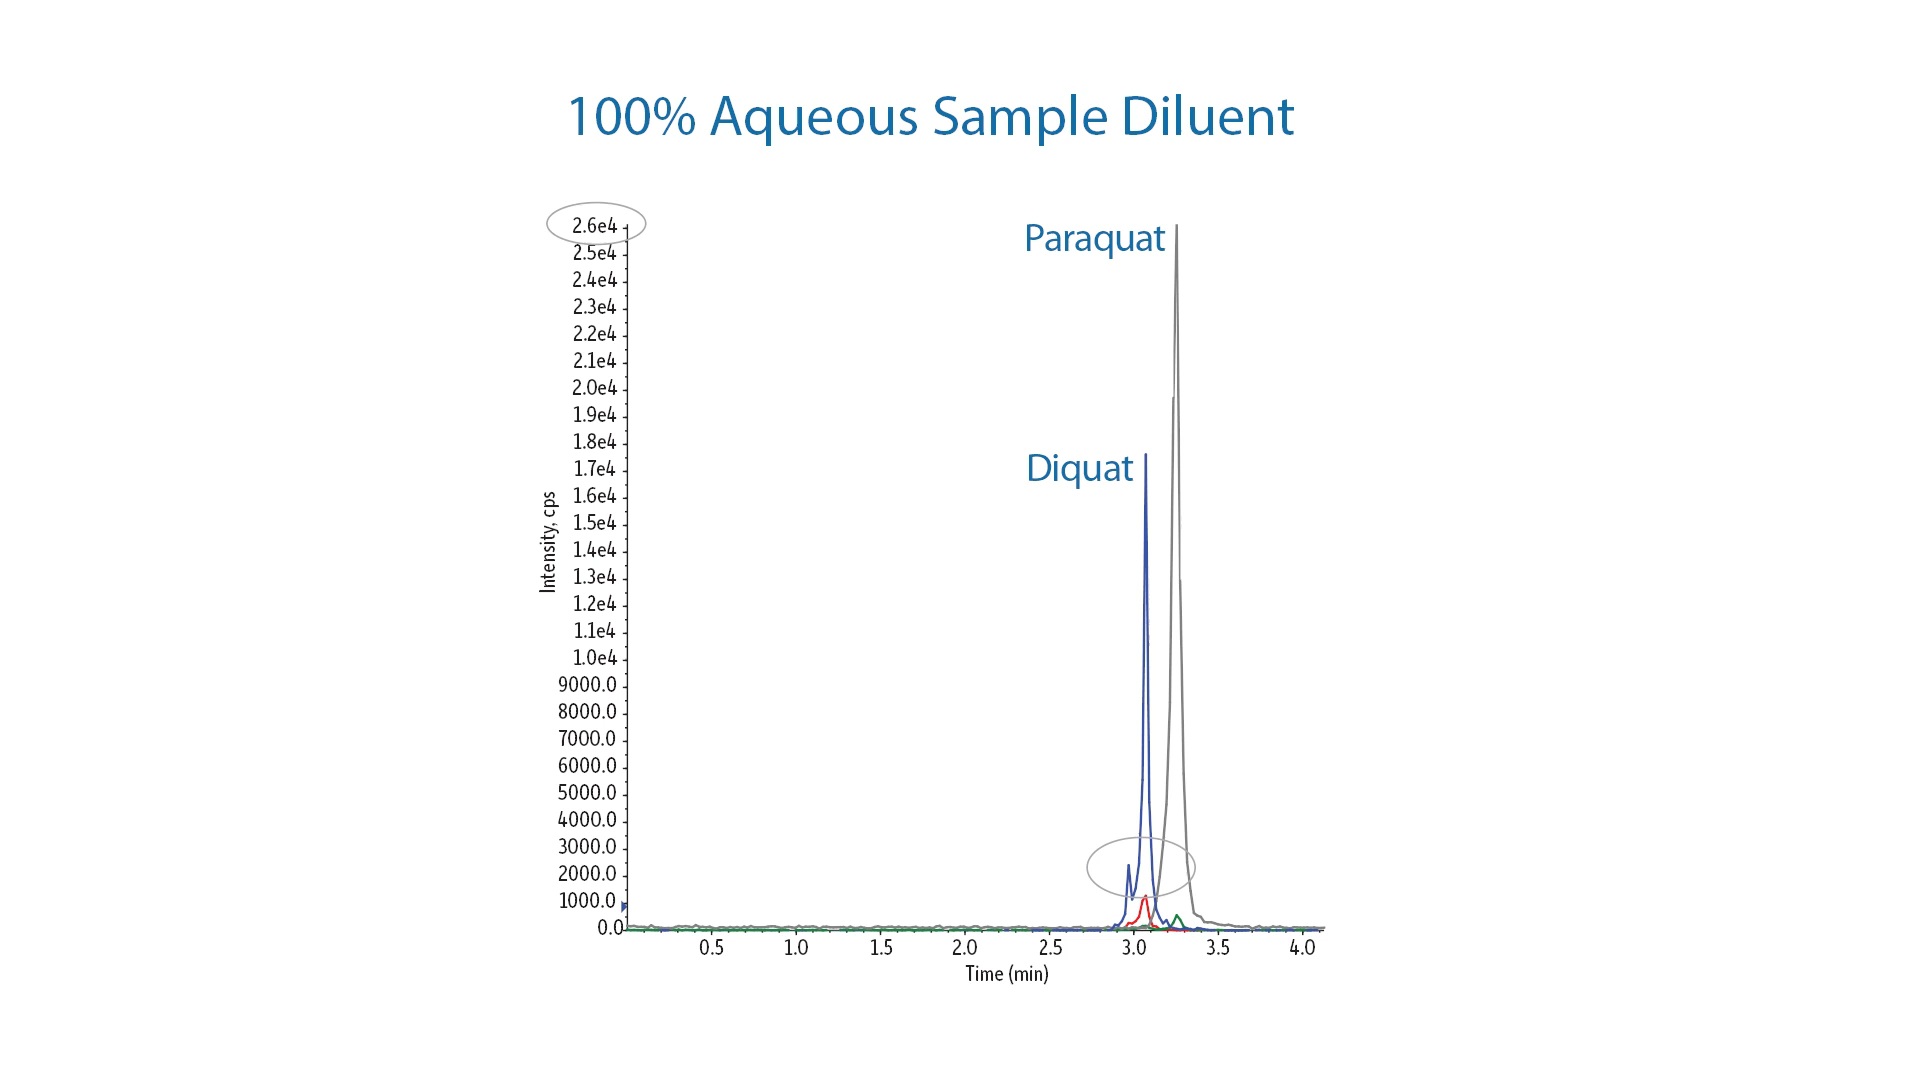 100% Aqueous Sample Diluent
2.6e4
2.5e4
2.4e4
2.3e4
2.2e4
2.1e4
2.0e4
1.9e4
1.8e4
1.7e4
1.6e4
1.5e4
1.4e4
1.3e4
1.2e4
1.1e4
1.0e4
9000.0
8000.0
7000.0
6000.0
5000.0
4000.0
3000.0
2000.0
1000.0
0.0
Intensity, cps
Paraquat
Diquat
0.5 1.0 1.5 2.0 2.5 3.0 3.5 4.0
Time (min)